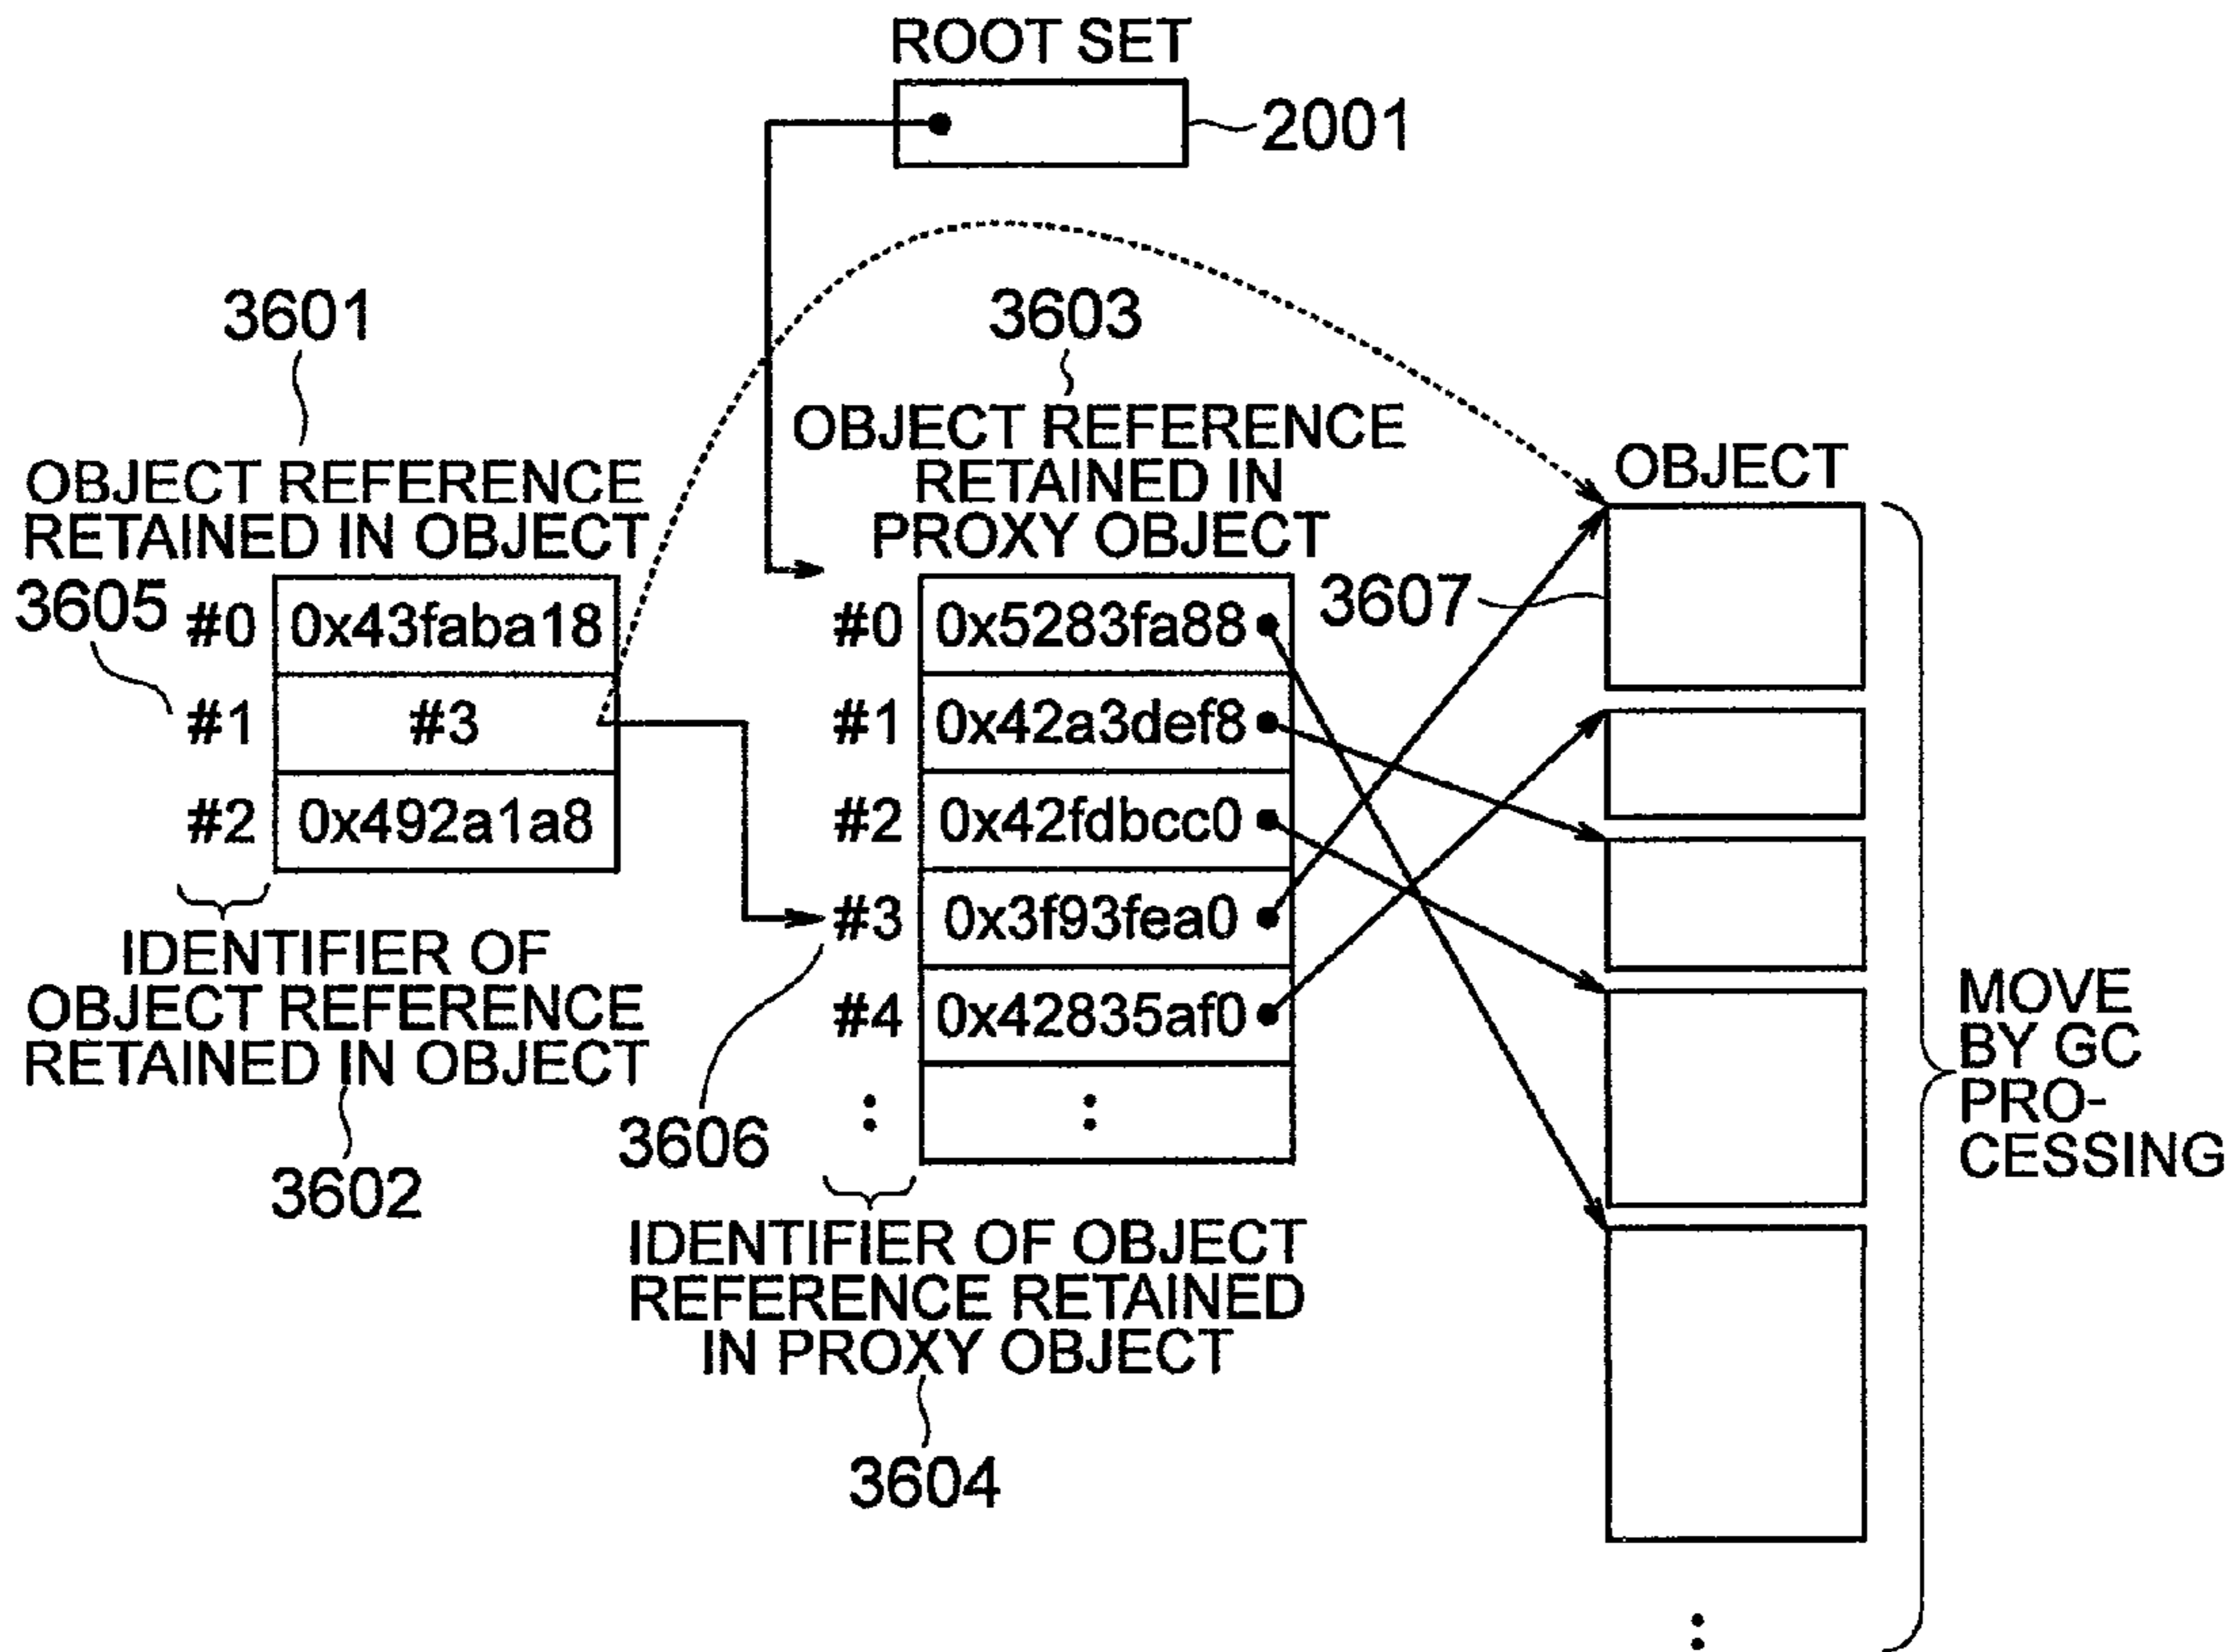 ROOT SET
2001
3601
3603
OBJECT REFERENCE
RETAINED IN
PROXY OBJECT
OBJECT REFERENCE
RETAINED IN OBJECT
OBJECT
3605
#0 0x43faba18
#1 #3
#2 0x492a1a8
IDENTIFIER OF
OBJECT REFERENCE
RETAINED IN OBJECT
3602
#0 0x5283fa88
#1 0x42a3def8
#2 0x42fdbcc0
#3 0x3f93fea0
#4 0x42835af0
: :
3606
IDENTIFIER OF OBJECT
REFERENCE RETAINED
IN PROXY OBJECT
3604
3607
MOVE
BY GC
PRO-
CESSING
: